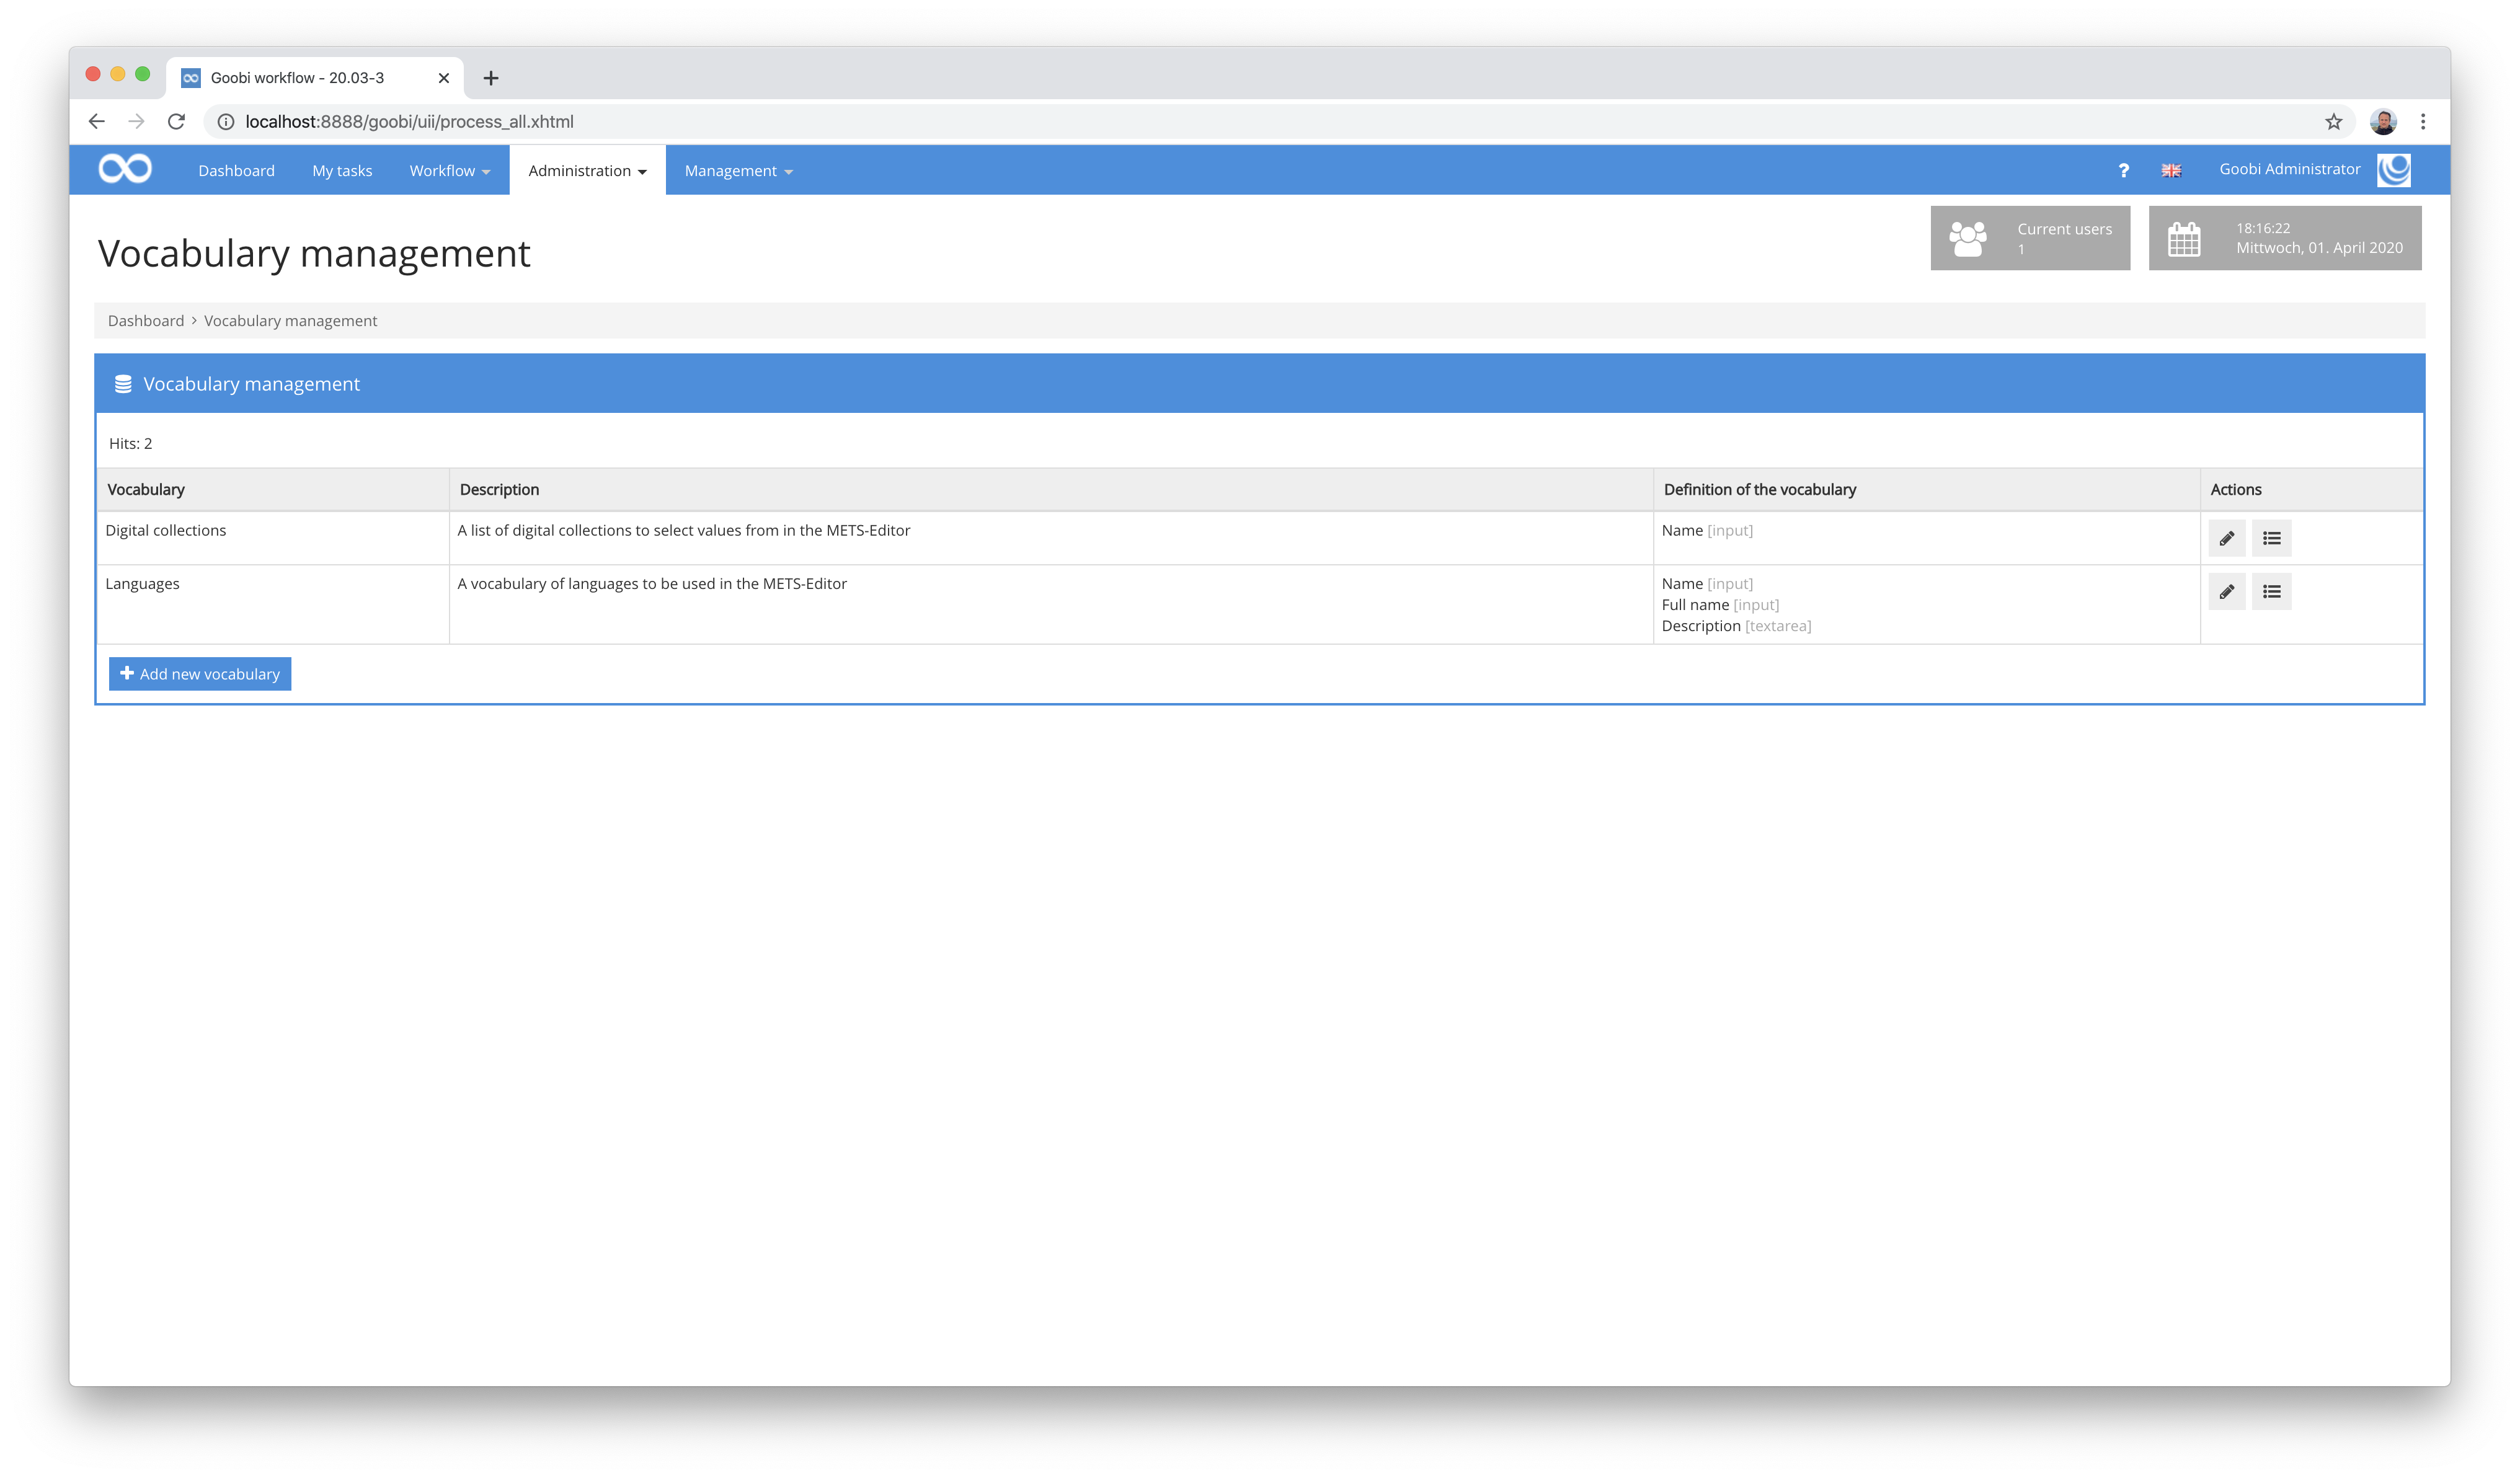 Goobi workflow - 20.03-3
localhost:8888/goobi/uii/process_all.xhtml
Dashboard My tasks Workflow Administration Management ? Goobi Administrator
Vocabulary management
Current users
1
18:16:22
Mittwoch, 01. April 2020
Dashboard > Vocabulary management
Vocabulary management
Hits: 2
Vocabulary Description Definition of the vocabulary Actions
Digital collections A list of digital collections to select values from in the METS-Editor Name [input]
Languages A vocabulary of languages to be used in the METS-Editor Name [input]
Full name [input]
Description [textarea]
Add new vocabulary